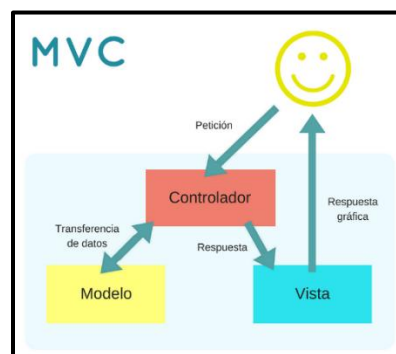 MVC
Petición
Controlador
Transferencia
de datos
Respuesta
Respuesta
gráfica
Modelo
Vista